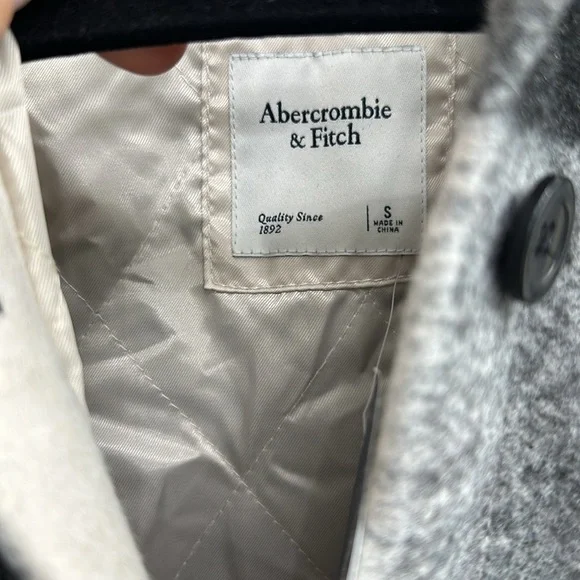 Abercrombie
& Fitch
Quality Since
1892
S
MADE IN
CHINA